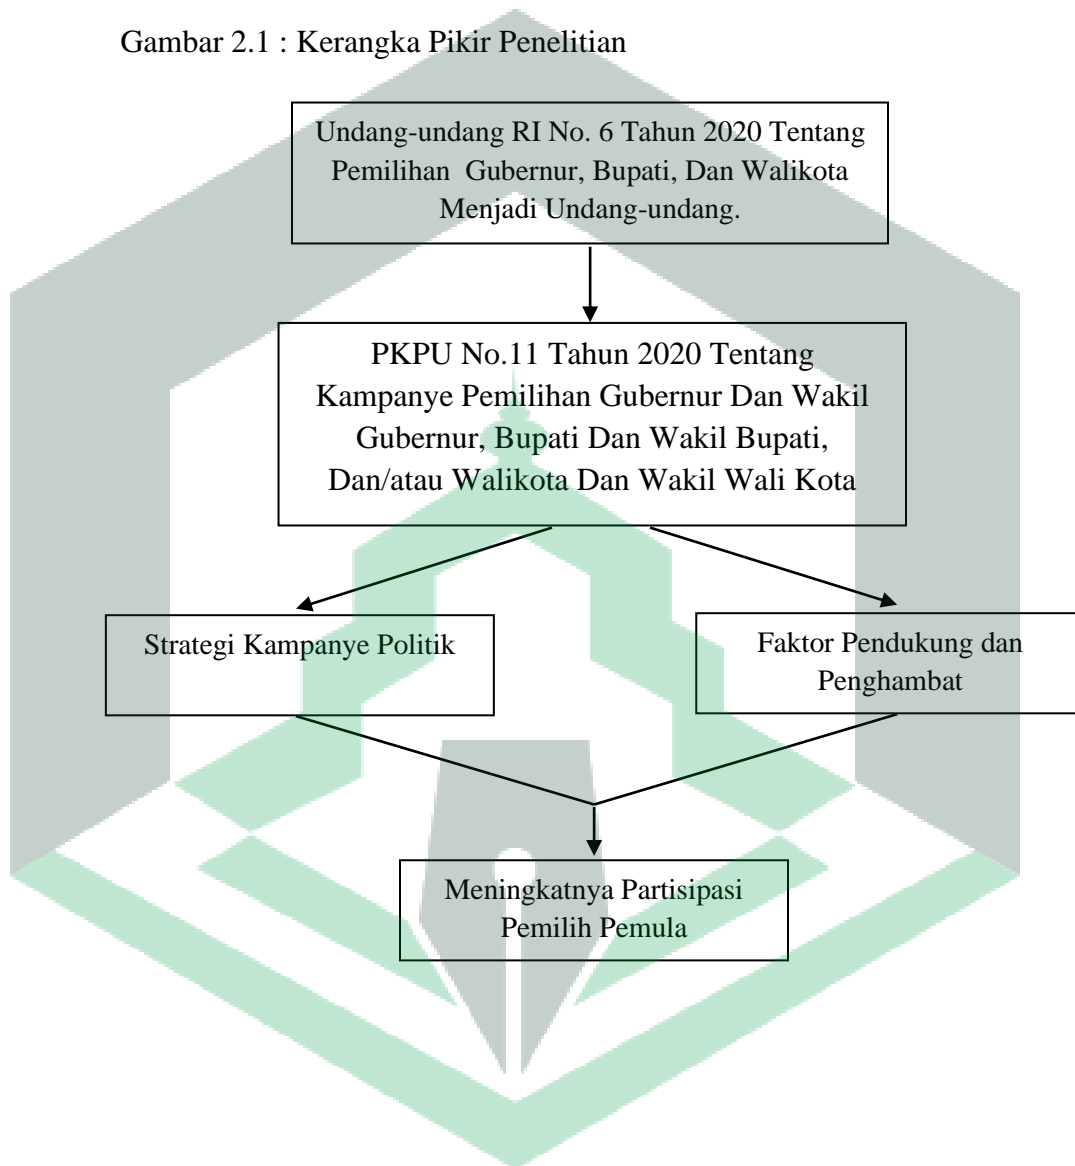 Gambar 2.1 : Kerangka Pikir Penelitian
Undang-undang RI No. 6 Tahun 2020 Tentang
Pemilihan Gubernur, Bupati, Dan Walikota
Menjadi Undang-undang.
PKPU No.11 Tahun 2020 Tentang
Kampanye Pemilihan Gubernur Dan Wakil
Gubernur, Bupati Dan Wakil Bupati,
Dan/atau Walikota Dan Wakil Wali Kota
Strategi Kampanye Politik
Faktor Pendukung dan
Penghambat
Meningkatnya Partisipasi
Pemilih Pemula